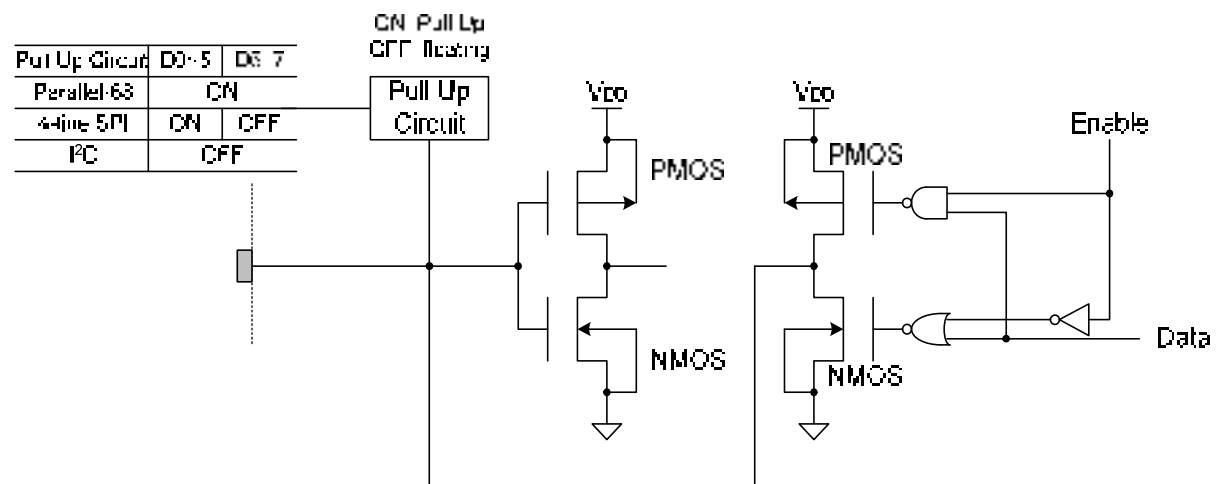 ON: Pull Up
OFF: floating
Pull Up Circuit D0~5 D6~7
Parallel-68 ON
4-line SPI ON OFF
I²C OFF
Pull Up
Circuit
VDD
VDD
Enable
PMOS
PMOS
NMOS
NMOS
Data